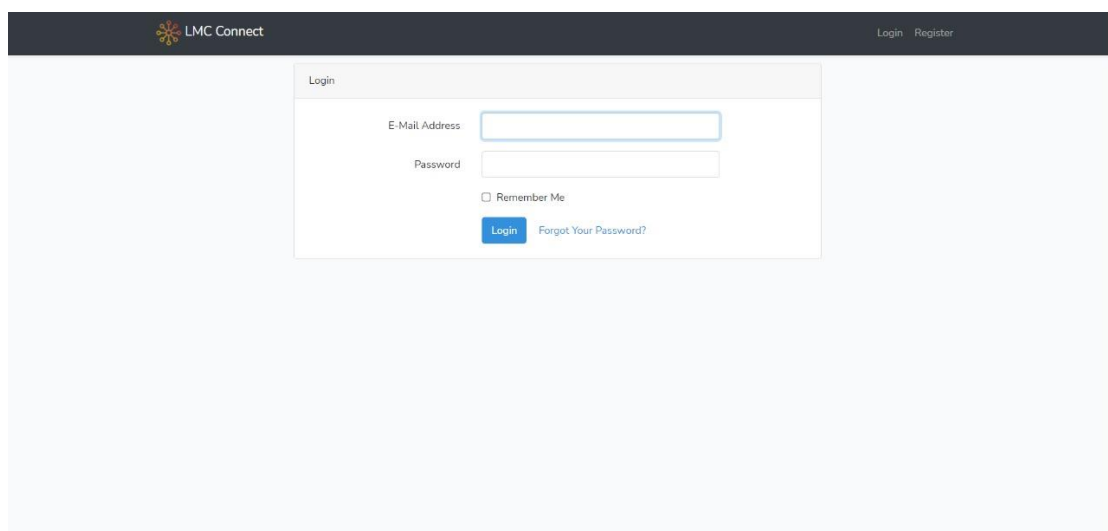 LMC Connect
Login Register
Login
E-Mail Address
Password
Remember Me
Login Forgot Your Password?